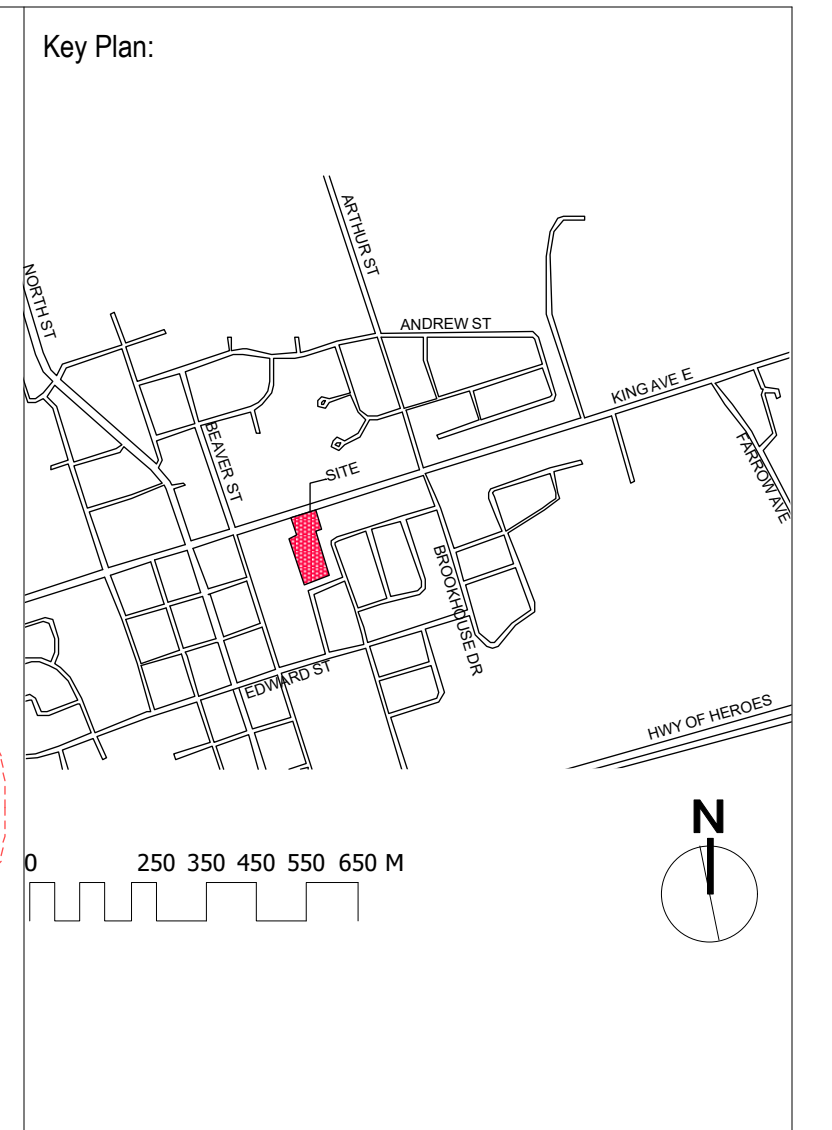 Key Plan:
ARTHUR ST
NORTH ST
ANDREW ST
KING AVE E
BEAVER ST
FARROW AVE
SITE
BROOKHOUSE DR
EDWARD ST
HWY OF HEROES
N
0 250 350 450 550 650 M